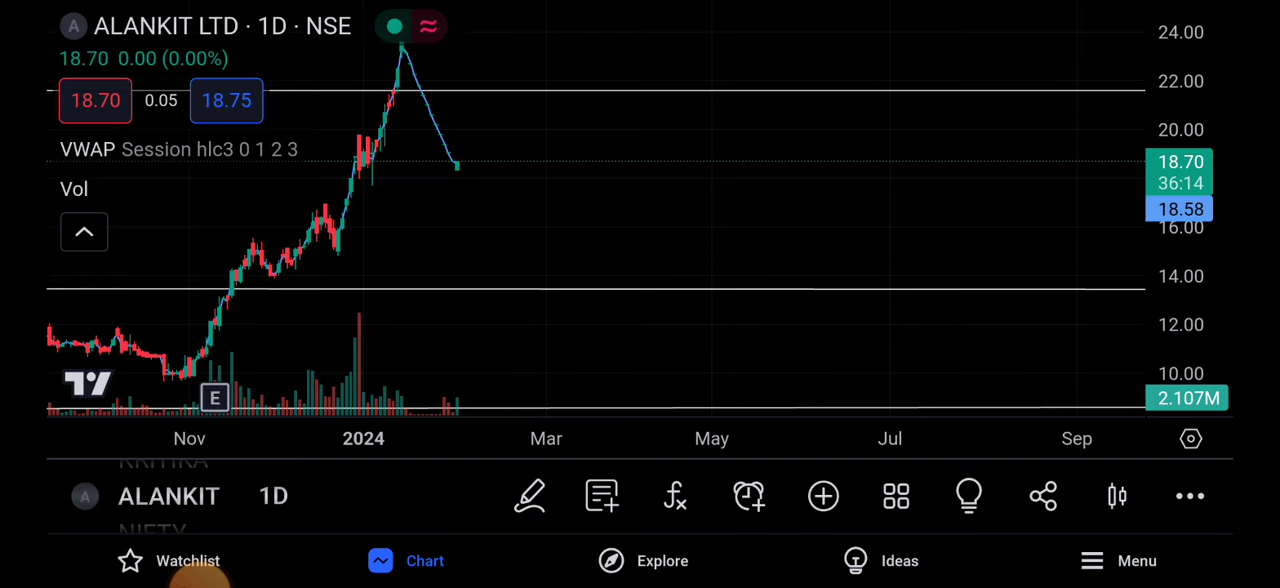 A ALANKIT LTD · 1D · NSE
18.70 0.00 (0.00%)
18.70 0.05 18.75
VWAP Session hlc3 0 1 2 3
Vol
24.00
22.00
20.00
18.70
36:14
18.58
16.00
14.00
12.00
10.00
2.107M
E
Nov 2024 Mar May Jul Sep
KRITIKA
A ALANKIT 1D
NIFTY
Watchlist Chart Explore Ideas Menu